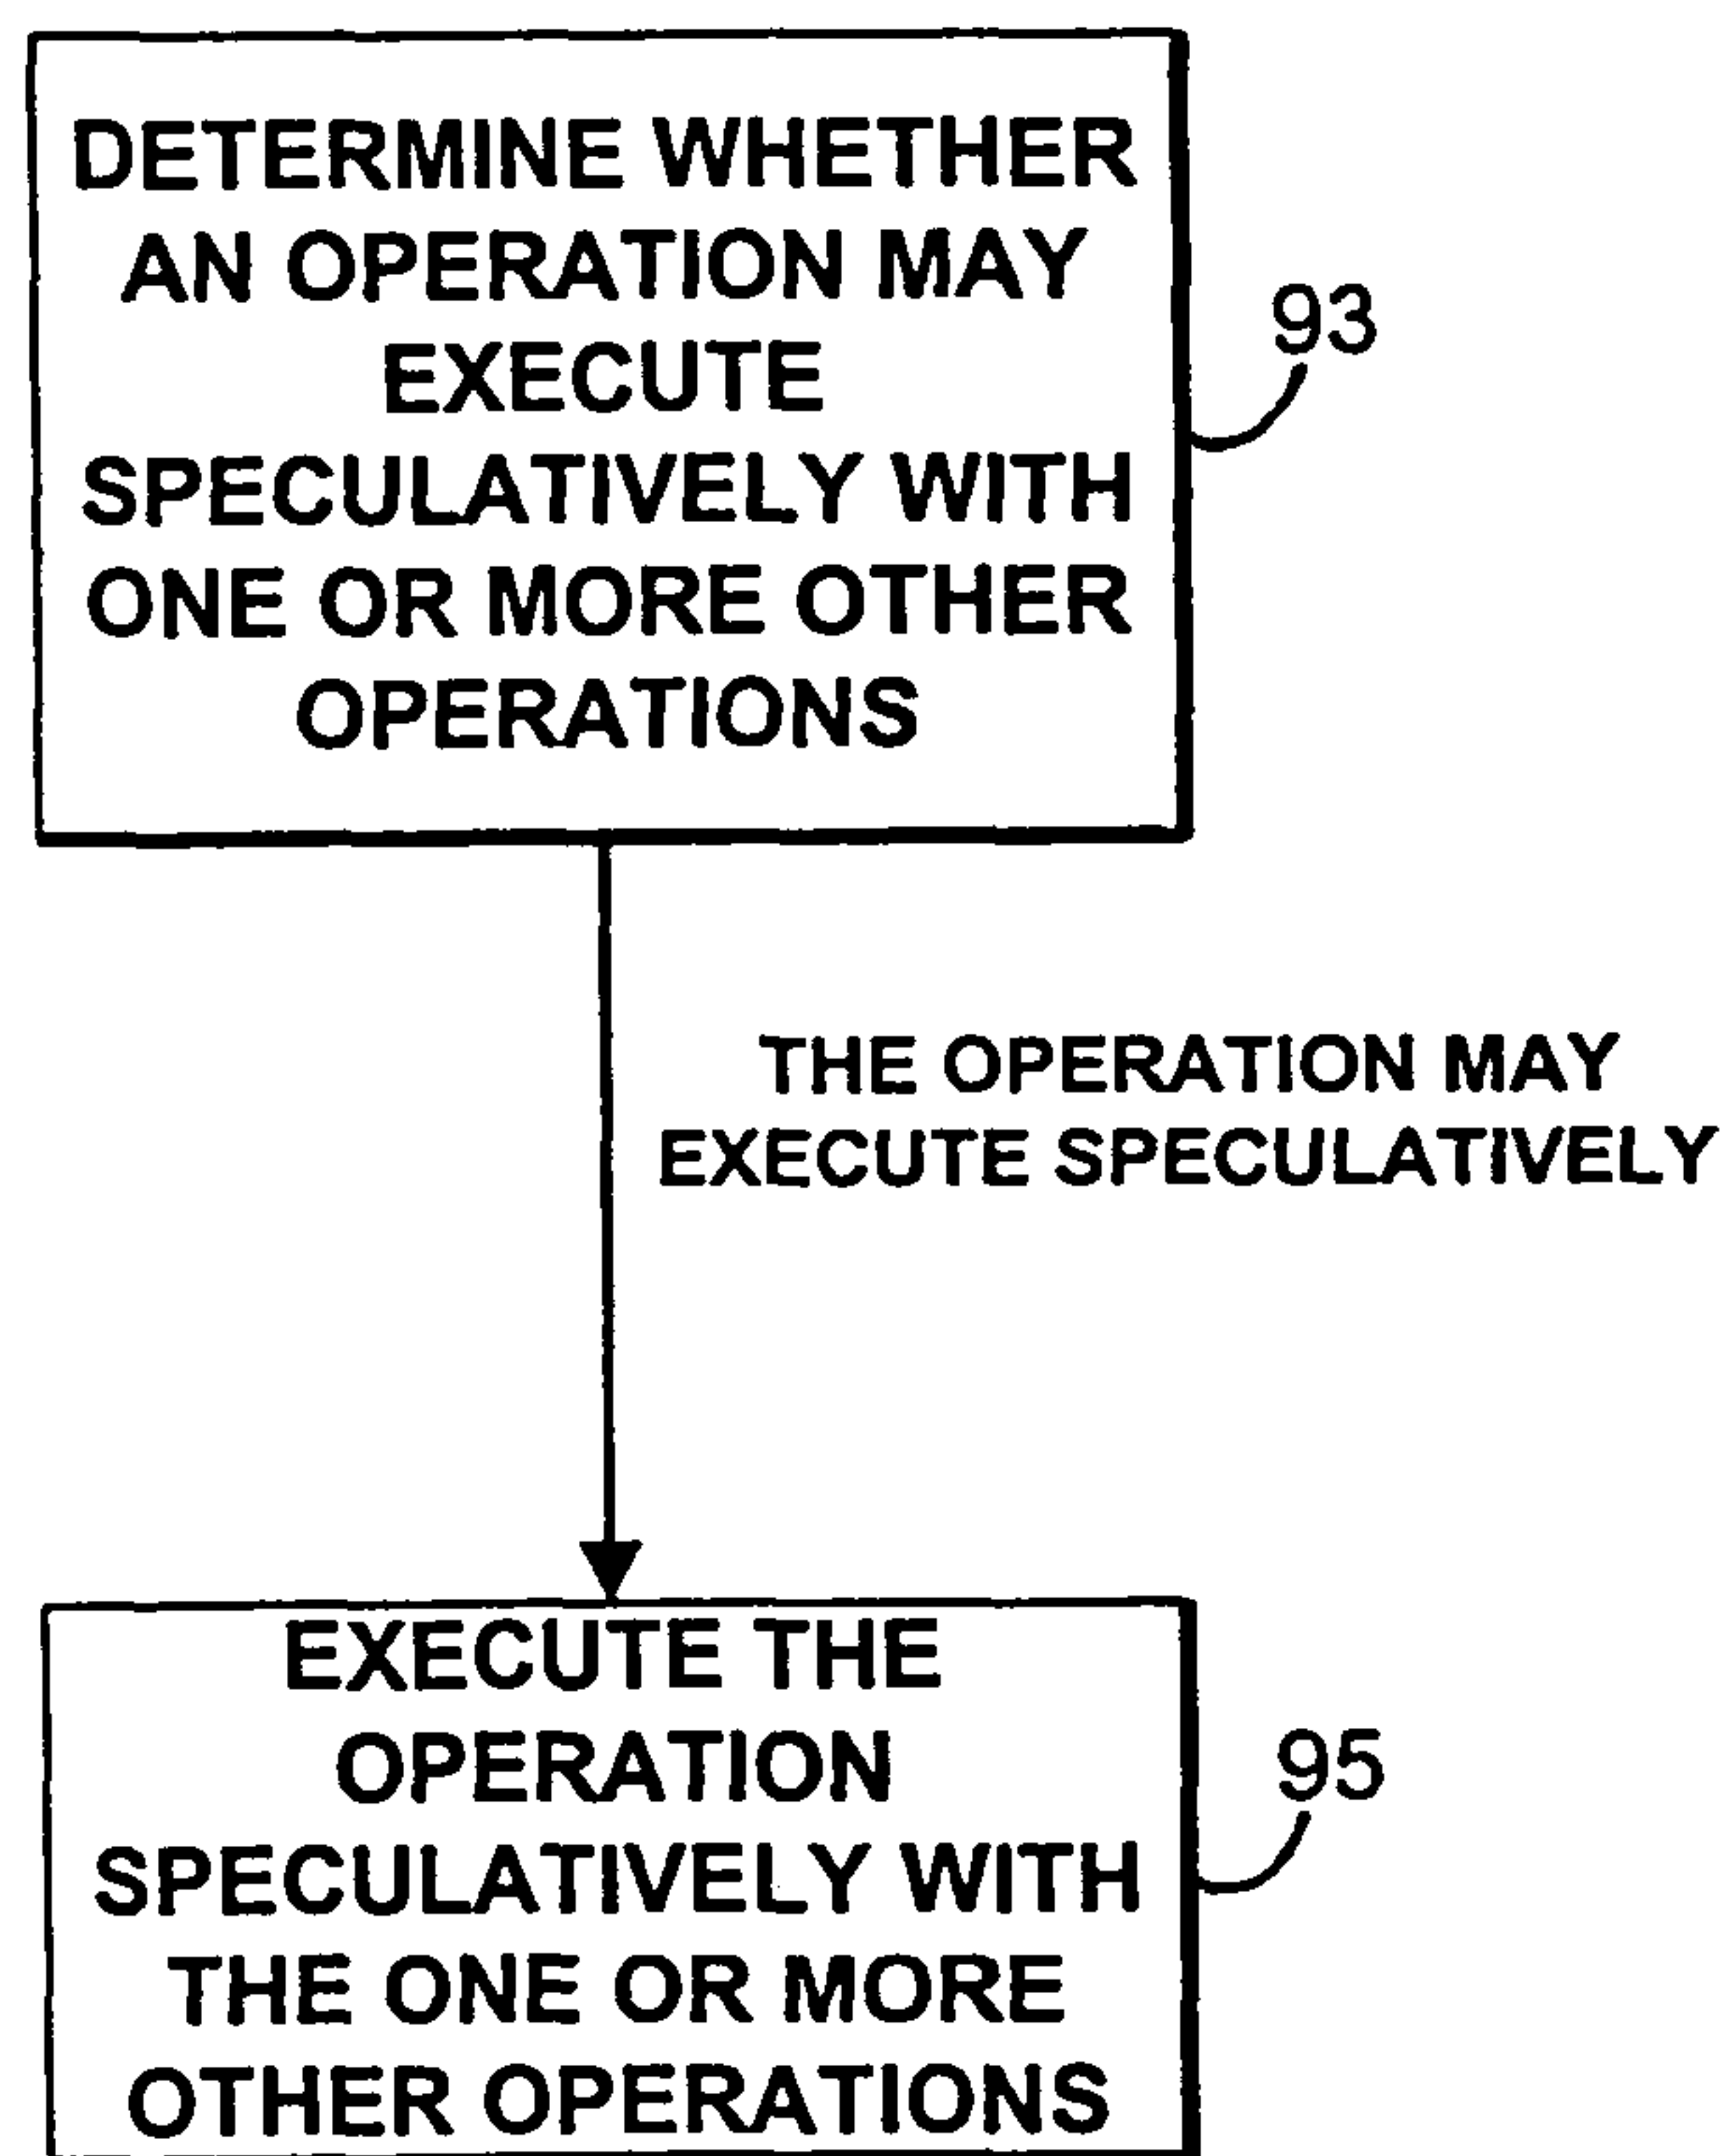 DETERMINE WHETHER
AN OPERATION MAY
EXECUTE
SPECULATIVELY WITH
ONE OR MORE OTHER
OPERATIONS
93
THE OPERATION MAY
EXECUTE SPECULATIVELY
EXECUTE THE
OPERATION
SPECULATIVELY WITH
THE ONE OR MORE
OTHER OPERATIONS
95